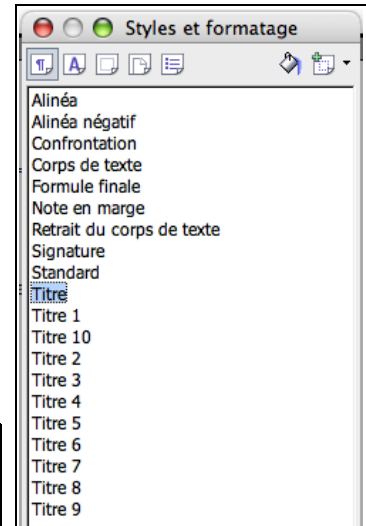 Styles et formatage
Alinéa
Alinéa négatif
Confrontation
Corps de texte
Formule finale
Note en marge
Retrait du corps de texte
Signature
Standard
Titre
Titre 1
Titre 10
Titre 2
Titre 3
Titre 4
Titre 5
Titre 6
Titre 7
Titre 8
Titre 9